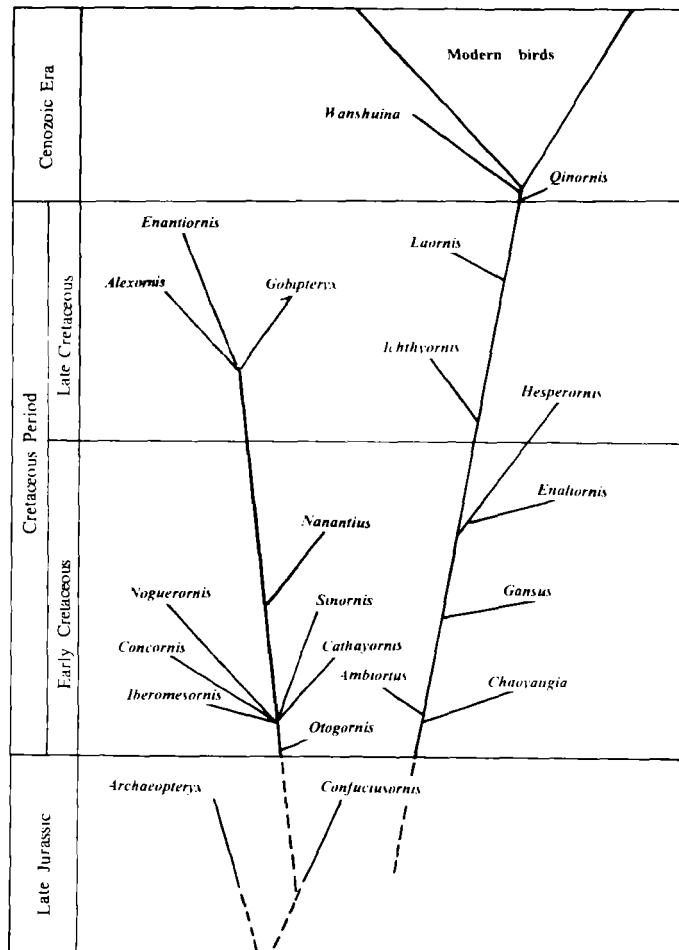 Cenozoic Era
Modern birds
Wanshuina
Qinornis
Cretaceous Period
Late Cretaceous
Enantiornis
Alexornis
Gobipteryx
Laornis
Ichthyornis
Hesperornis
Early Cretaceous
Enaliornis
Nanantius
Gansus
Noguerornis
Sinornis
Concornis
Cathayornis
Iberomesornis
Ambiortus
Chaoyangia
Otogornis
Late Jurassic
Archaeopteryx
Confuciusornis